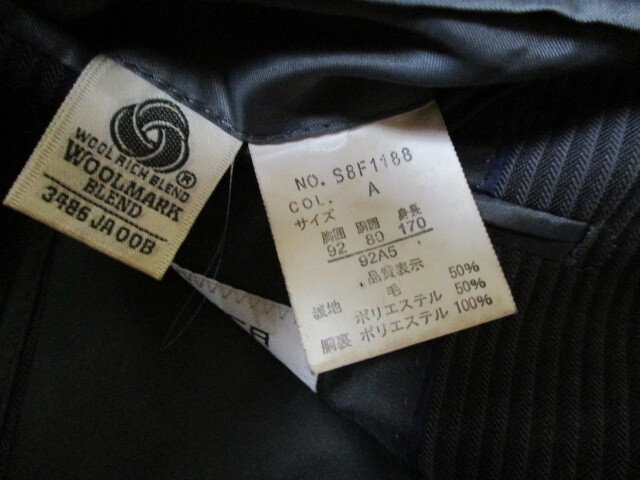 WOOL RICH BLEND
WOOLMARK
BLEND
3486 JA 00B
NO. S8F1188
COL. A
サイズ
胸囲 胴囲 身長
92 80 170
92A5
品質表示
表地 毛 50%
ポリエステル 50%
胴裏 ポリエステル 100%